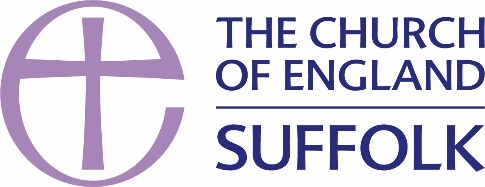 THE CHURCH
OF ENGLAND
SUFFOLK